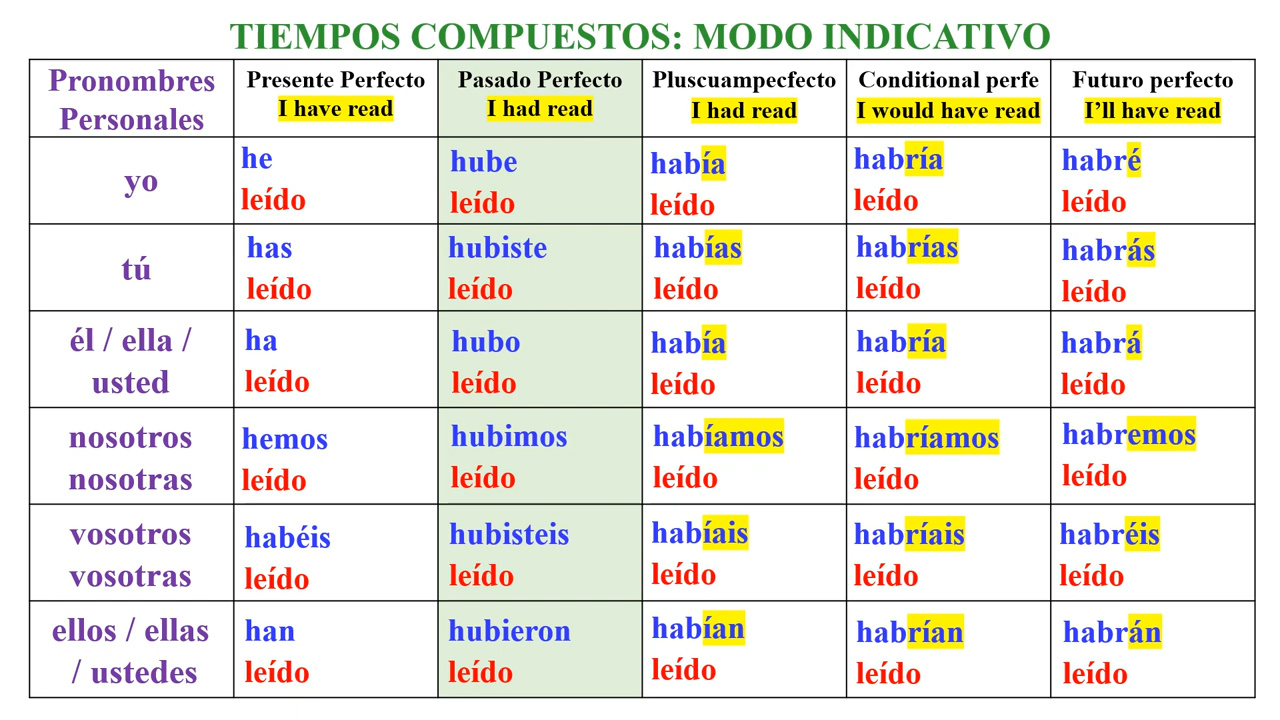 TIEMPOS COMPUESTOS: MODO INDICATIVO
Pronombres
Personales
Presente Perfecto
I have read
Pasado Perfecto
I had read
Pluscuampecfecto
I had read
Conditional perfe
I would have read
Futuro perfecto
I'll have read
yo
he
leído
hube
leído
había
leído
habría
leído
habré
leído
tú
has
leído
hubiste
leído
habías
leído
habrías
leído
habrás
leído
él / ella /
usted
ha
leído
hubo
leído
había
leído
habría
leído
habrá
leído
nosotros
nosotras
hemos
leído
hubimos
leído
habíamos
leído
habríamos
leído
habremos
leído
vosotros
vosotras
habéis
leído
hubisteis
leído
habíais
leído
habríais
leído
habréis
leído
ellos / ellas
/ ustedes
han
leído
hubieron
leído
habían
leído
habrían
leído
habrán
leído